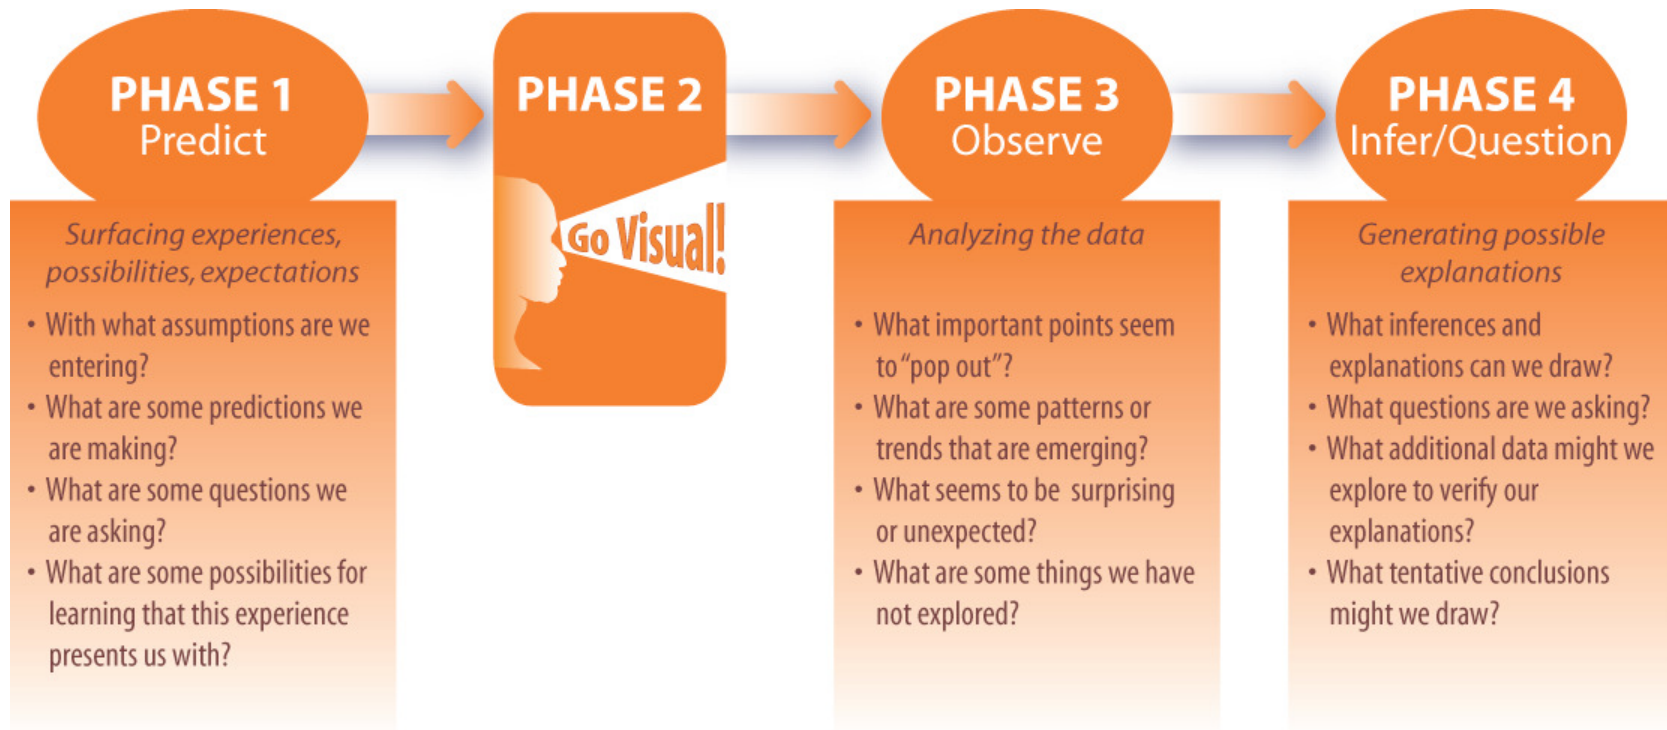 PHASE 1
Predict
Surfacing experiences,
possibilities, expectations
• With what assumptions are we
entering?
• What are some predictions we
are making?
• What are some questions we
are asking?
• What are some possibilities for
learning that this experience
presents us with?
PHASE 2
Go Visual!
PHASE 3
Observe
Analyzing the data
• What important points seem
to “pop out”?
• What are some patterns or
trends that are emerging?
• What seems to be surprising
or unexpected?
• What are some things we have
not explored?
PHASE 4
Infer/Question
Generating possible
explanations
• What inferences and
explanations can we draw?
• What questions are we asking?
• What additional data might we
explore to verify our
explanations?
• What tentative conclusions
might we draw?